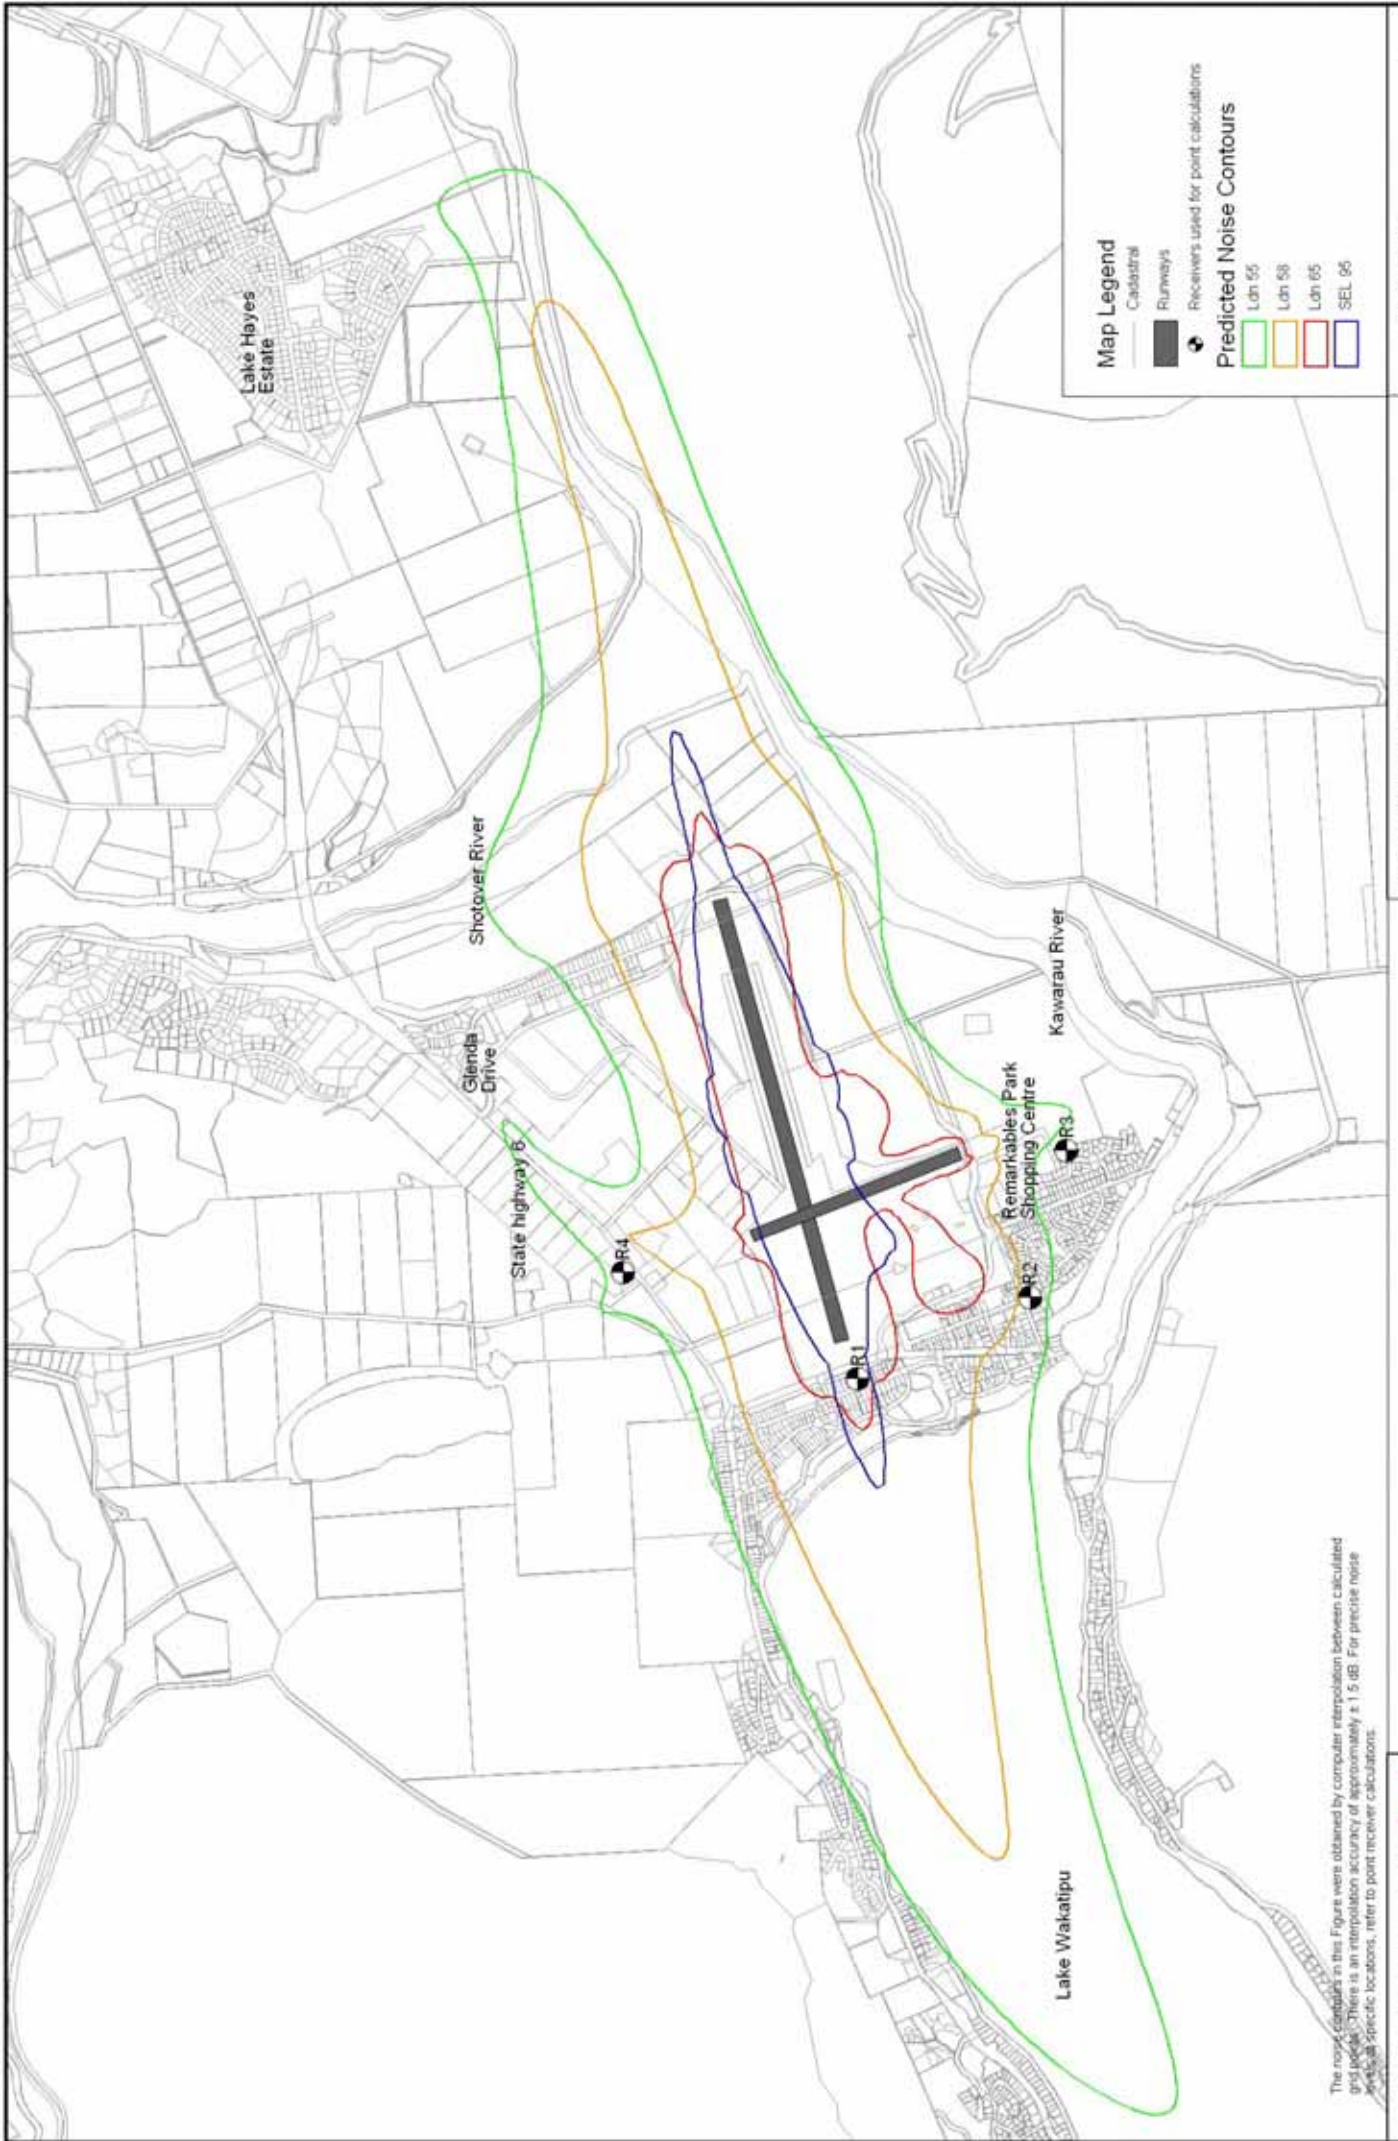 Lake Hayes
Estate
Shotover River
Glenda
Drive
State highway 6
R4
Kawarau River
Remarkables Park
Shopping Centre
R3
R2
R1
Lake Wakatipu
Map Legend
Cadastral
Runways
Receivers used for point calculations
Predicted Noise Contours
Ldn 55
Ldn 58
Ldn 65
SEL 95
The noise contours in this Figure were obtained by computer interpolation between calculated
grid points. There is an interpolation accuracy of approximately ± 1.5 dB. For precise noise
levels at specific locations, refer to point receiver calculations.